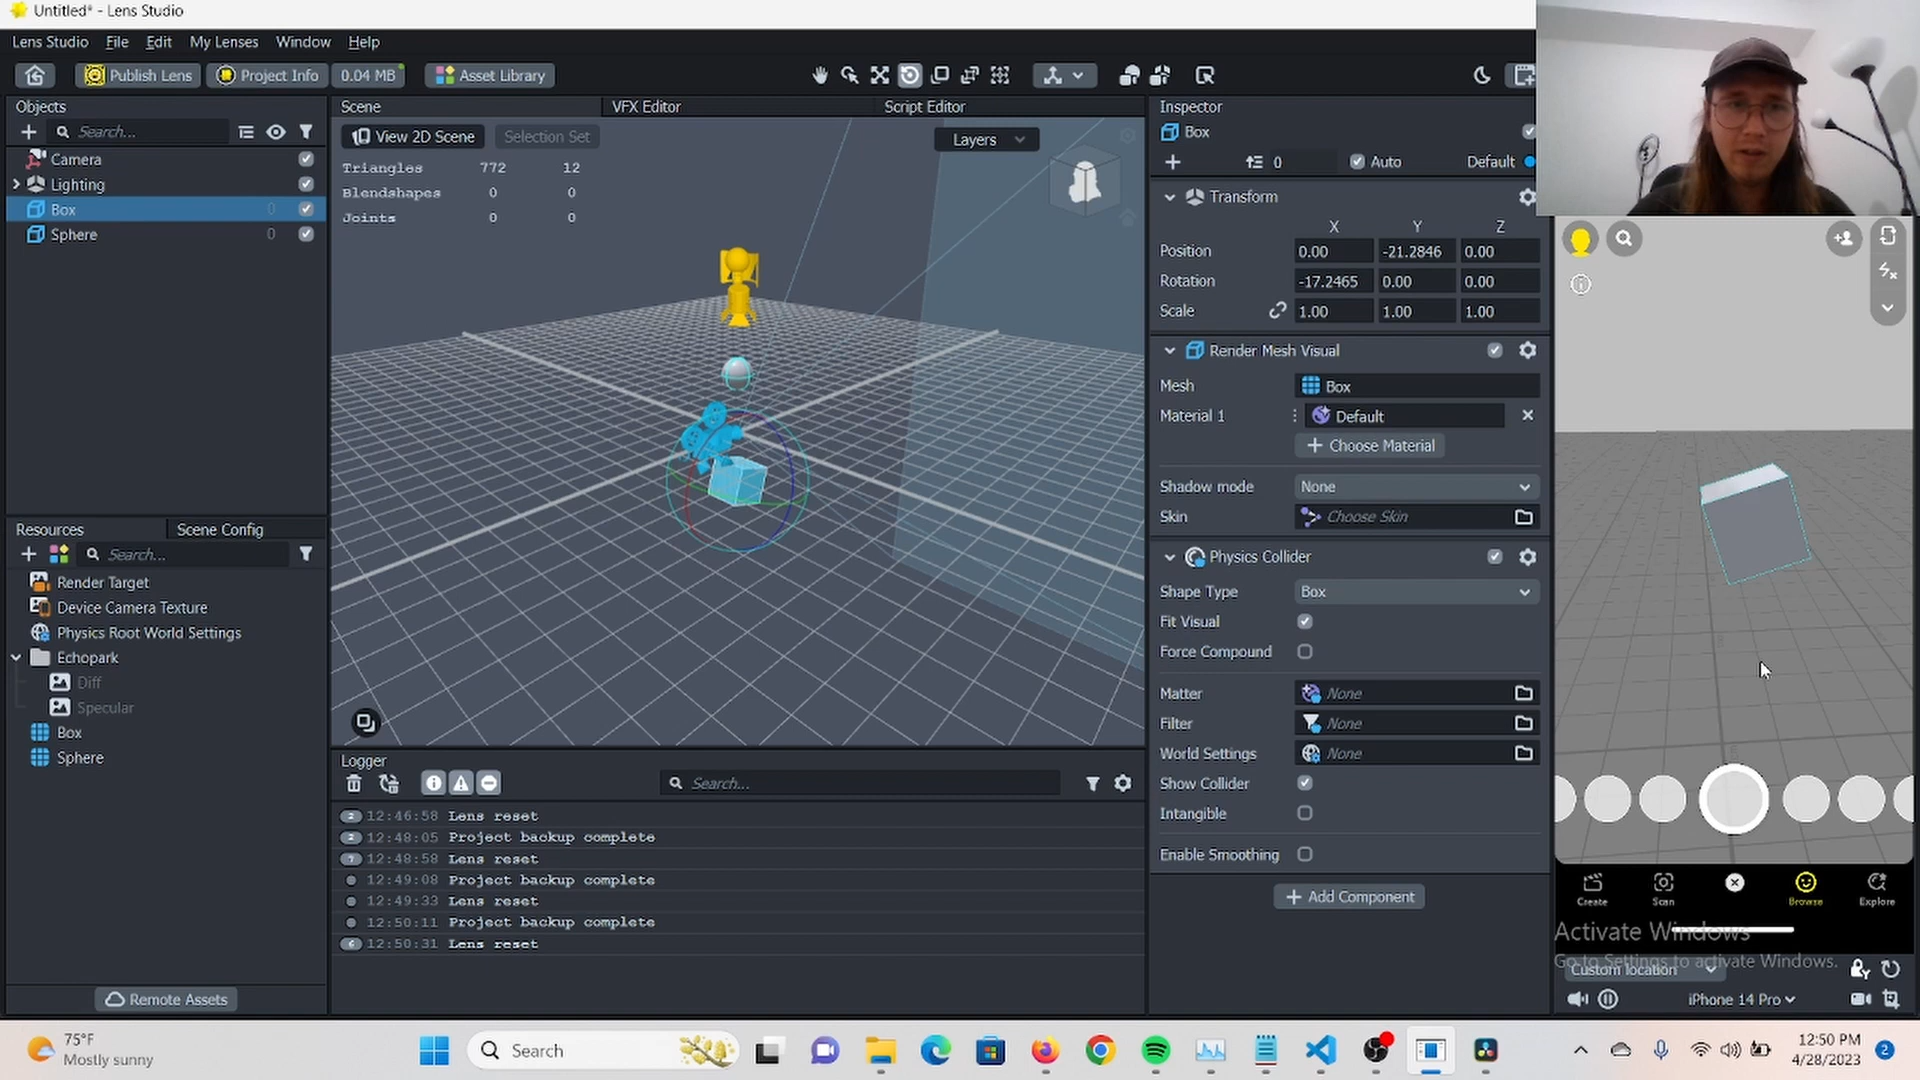 Untitled* - Lens Studio
Lens Studio File Edit My Lenses Window Help
Publish Lens Project Info 0.04 MB Asset Library
Objects
Search...
Camera
Lighting
Box 0
Sphere 0
Resources Scene Config
Search...
Render Target
Device Camera Texture
Physics Root World Settings
Echopark
Diff
Specular
Box
Sphere
Remote Assets
Scene VFX Editor Script Editor
View 2D Scene Selection Set Layers
Triangles 772 12
Blendshapes 0 0
Joints 0 0
Logger
Search...
2 12:46:58 Lens reset
2 12:48:05 Project backup complete
7 12:48:58 Lens reset
12:49:08 Project backup complete
12:49:33 Lens reset
12:50:11 Project backup complete
6 12:50:31 Lens reset
Inspector
Box
0 Auto Default
Transform
X Y Z
Position 0.00 -21.2846 0.00
Rotation -17.2465 0.00 0.00
Scale 1.00 1.00 1.00
Render Mesh Visual
Mesh Box
Material 1 Default
+ Choose Material
Shadow mode None
Skin Choose Skin
Physics Collider
Shape Type Box
Fit Visual
Force Compound
Matter None
Filter None
World Settings None
Show Collider
Intangible
Enable Smoothing
+ Add Component
Create Scan Browse Explore
Activate Windows
Go to Settings to activate Windows.
Custom location
iPhone 14 Pro
75°F
Mostly sunny
Search
12:50 PM
4/28/2023
2